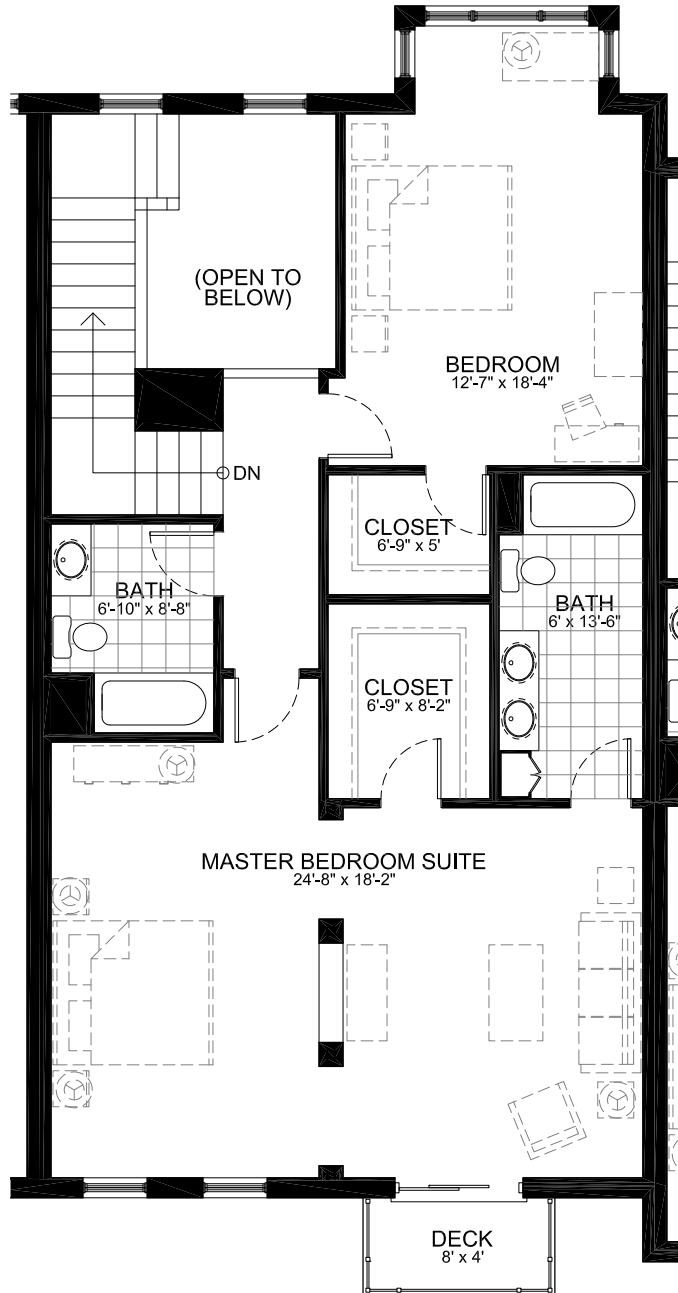 (OPEN TO
BELOW)
BEDROOM
12'-7" x 18'-4"
DN
CLOSET
6'-9" x 5'
BATH
6'-10" x 8'-8"
BATH
6' x 13'-6"
CLOSET
6'-9" x 8'-2"
MASTER BEDROOM SUITE
24'-8" x 18'-2"
DECK
8' x 4'